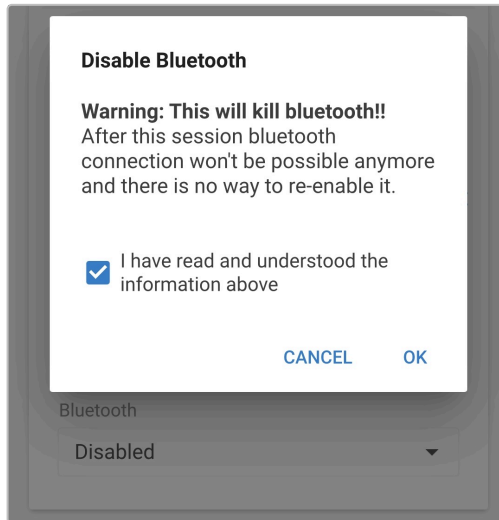 Disable Bluetooth
Warning: This will kill bluetooth!!
After this session bluetooth
connection won't be possible anymore
and there is no way to re-enable it.
I have read and understood the
information above
CANCEL OK
Bluetooth
Disabled